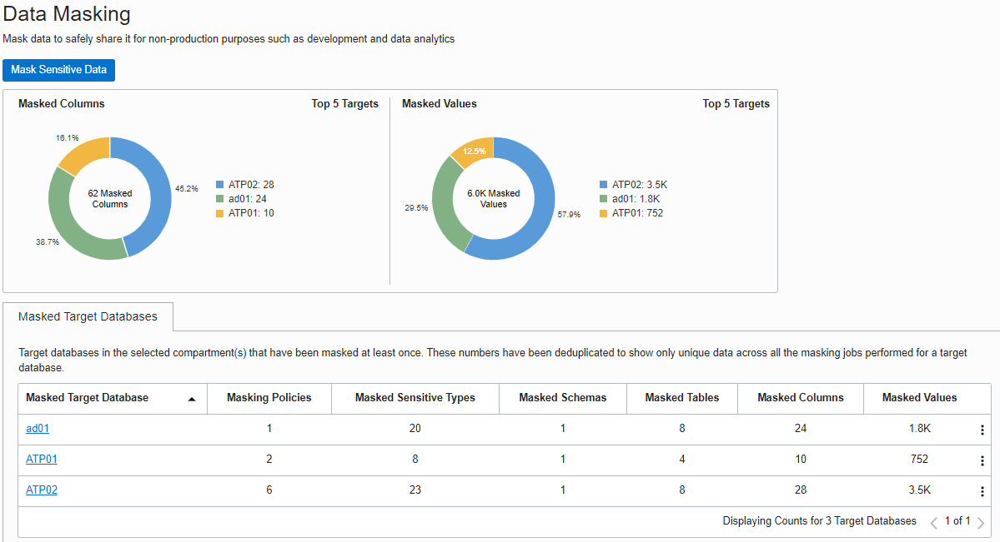 Data Masking
Mask data to safely share it for non-production purposes such as development and data analytics
Mask Sensitive Data
Masked Columns Top 5 Targets
16.1%
45.2%
38.7%
62 Masked
Columns
ATP02: 28
ad01: 24
ATP01: 10
Masked Values Top 5 Targets
12.5%
29.5%
57.9%
6.0K Masked
Values
ATP02: 3.5K
ad01: 1.8K
ATP01: 752
Masked Target Databases
Target databases in the selected compartment(s) that have been masked at least once. These numbers have been deduplicated to show only unique data across all the masking jobs performed for a target
database.
Masked Target Database Masking Policies Masked Sensitive Types Masked Schemas Masked Tables Masked Columns Masked Values
ad01 1 20 1 8 24 1.8K
ATP01 2 8 1 4 10 752
ATP02 6 23 1 8 28 3.5K
Displaying Counts for 3 Target Databases 1 of 1